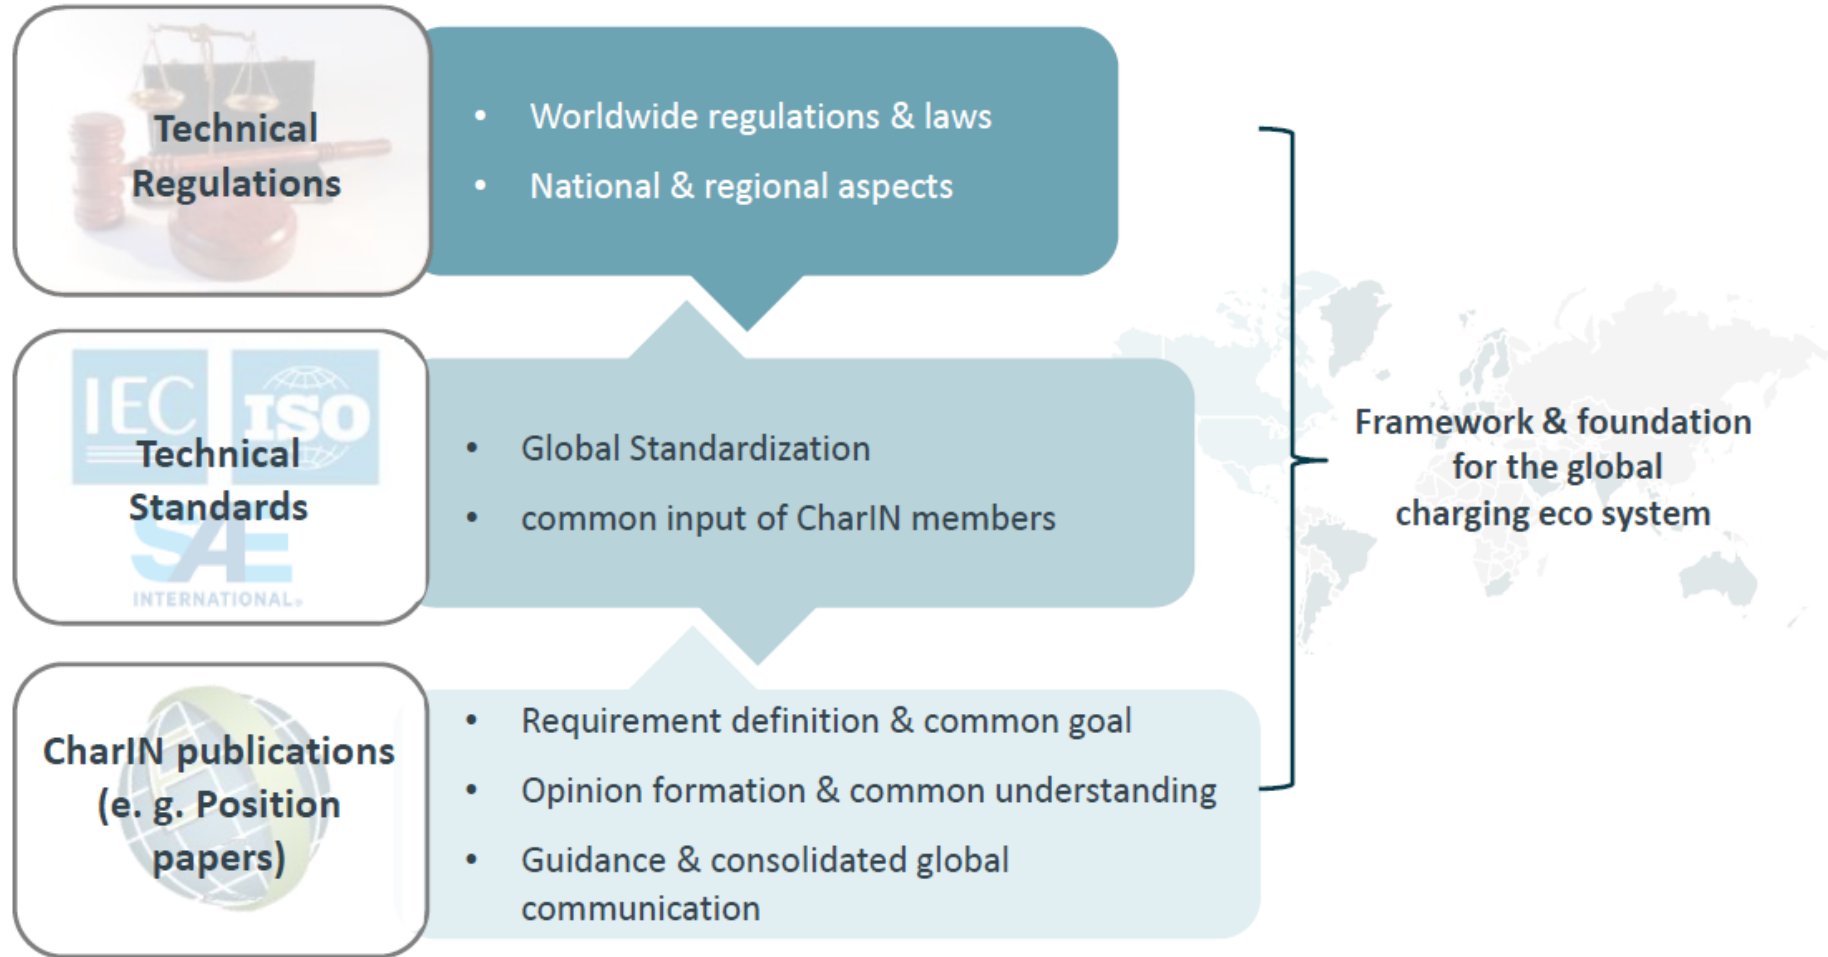 Technical
Regulations
• Worldwide regulations & laws
• National & regional aspects
IEC
ISO
Technical
Standards
SAE
INTERNATIONAL®
• Global Standardization
• common input of CharIN members
CharIN publications
(e. g. Position
papers)
• Requirement definition & common goal
• Opinion formation & common understanding
• Guidance & consolidated global
communication
Framework & foundation
for the global
charging eco system